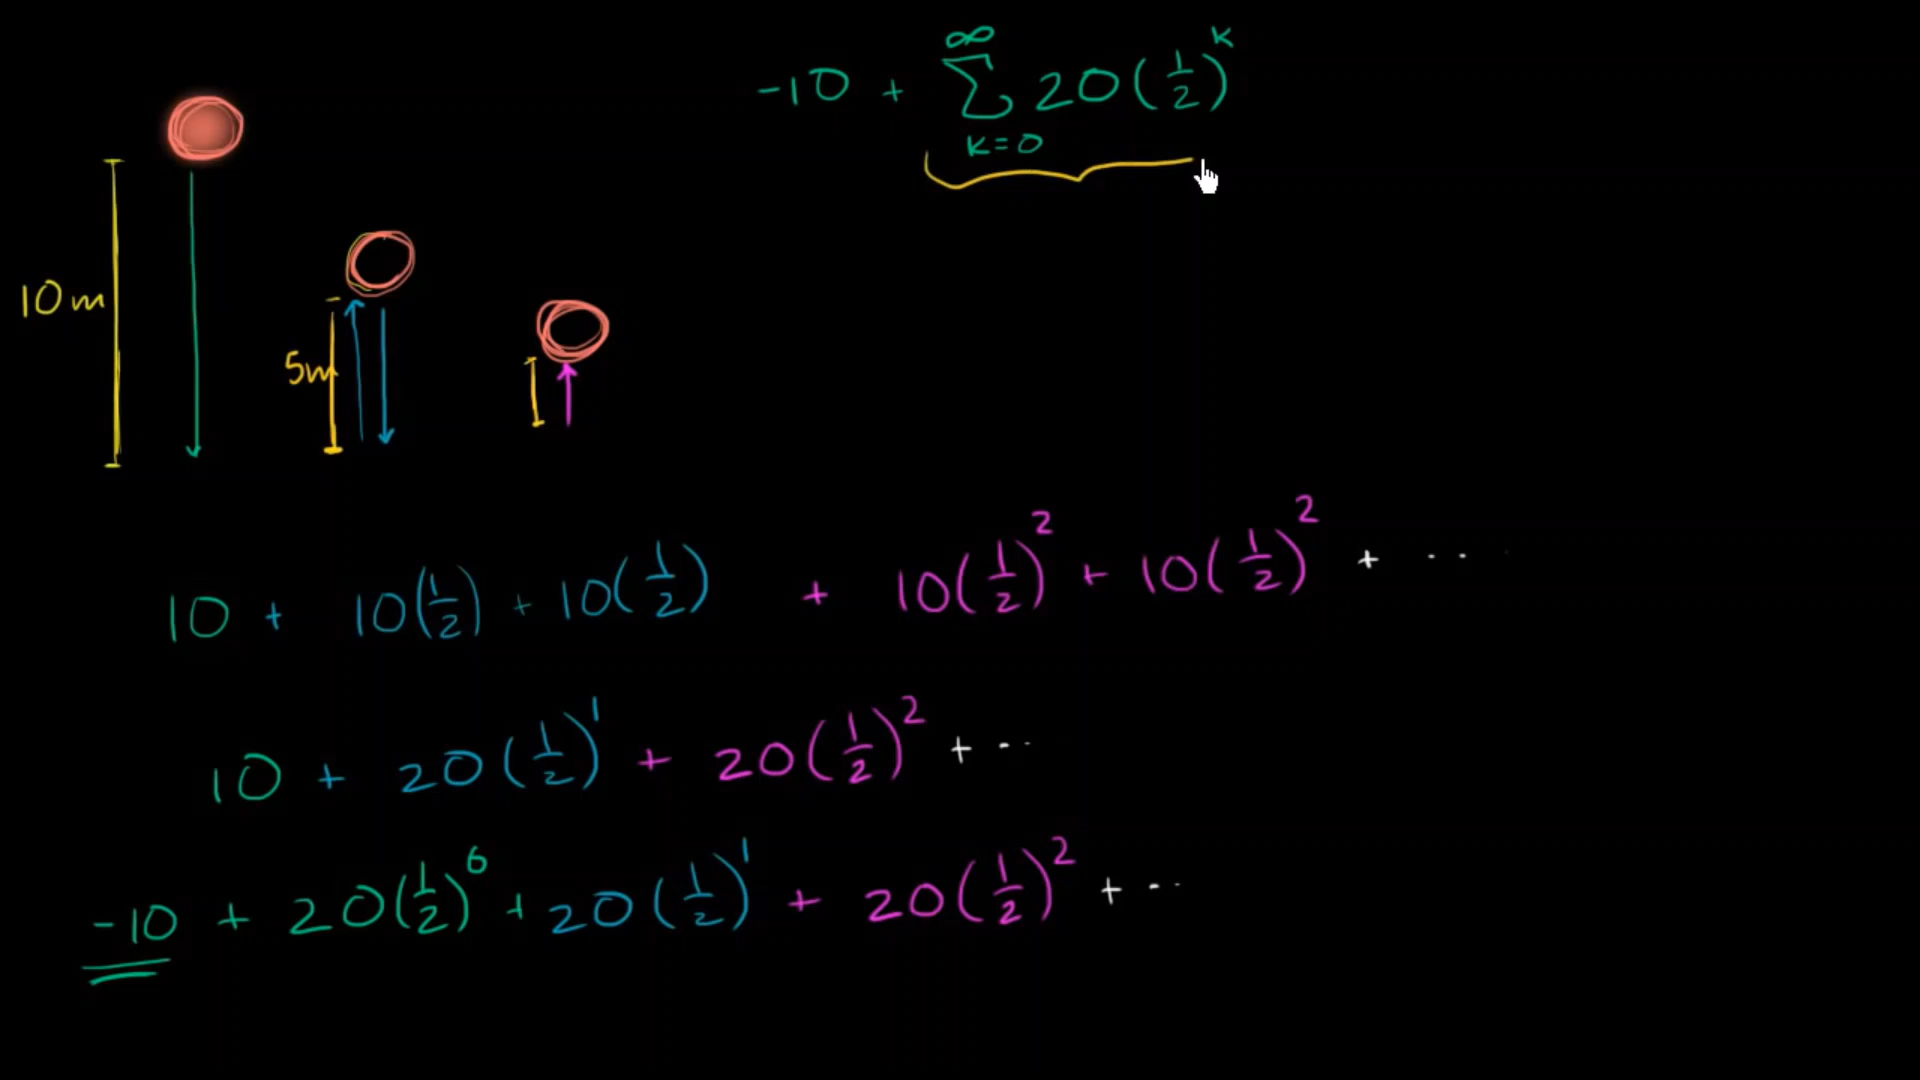 -10 + ∞ Σ k=0 20(1/2)^k
10m
5m
10 + 10(1/2) + 10(1/2) + 10(1/2)^2 + 10(1/2)^2 + ...
10 + 20(1/2)^1 + 20(1/2)^2 + ...
-10 + 20(1/2)^0 + 20(1/2)^1 + 20(1/2)^2 + ...